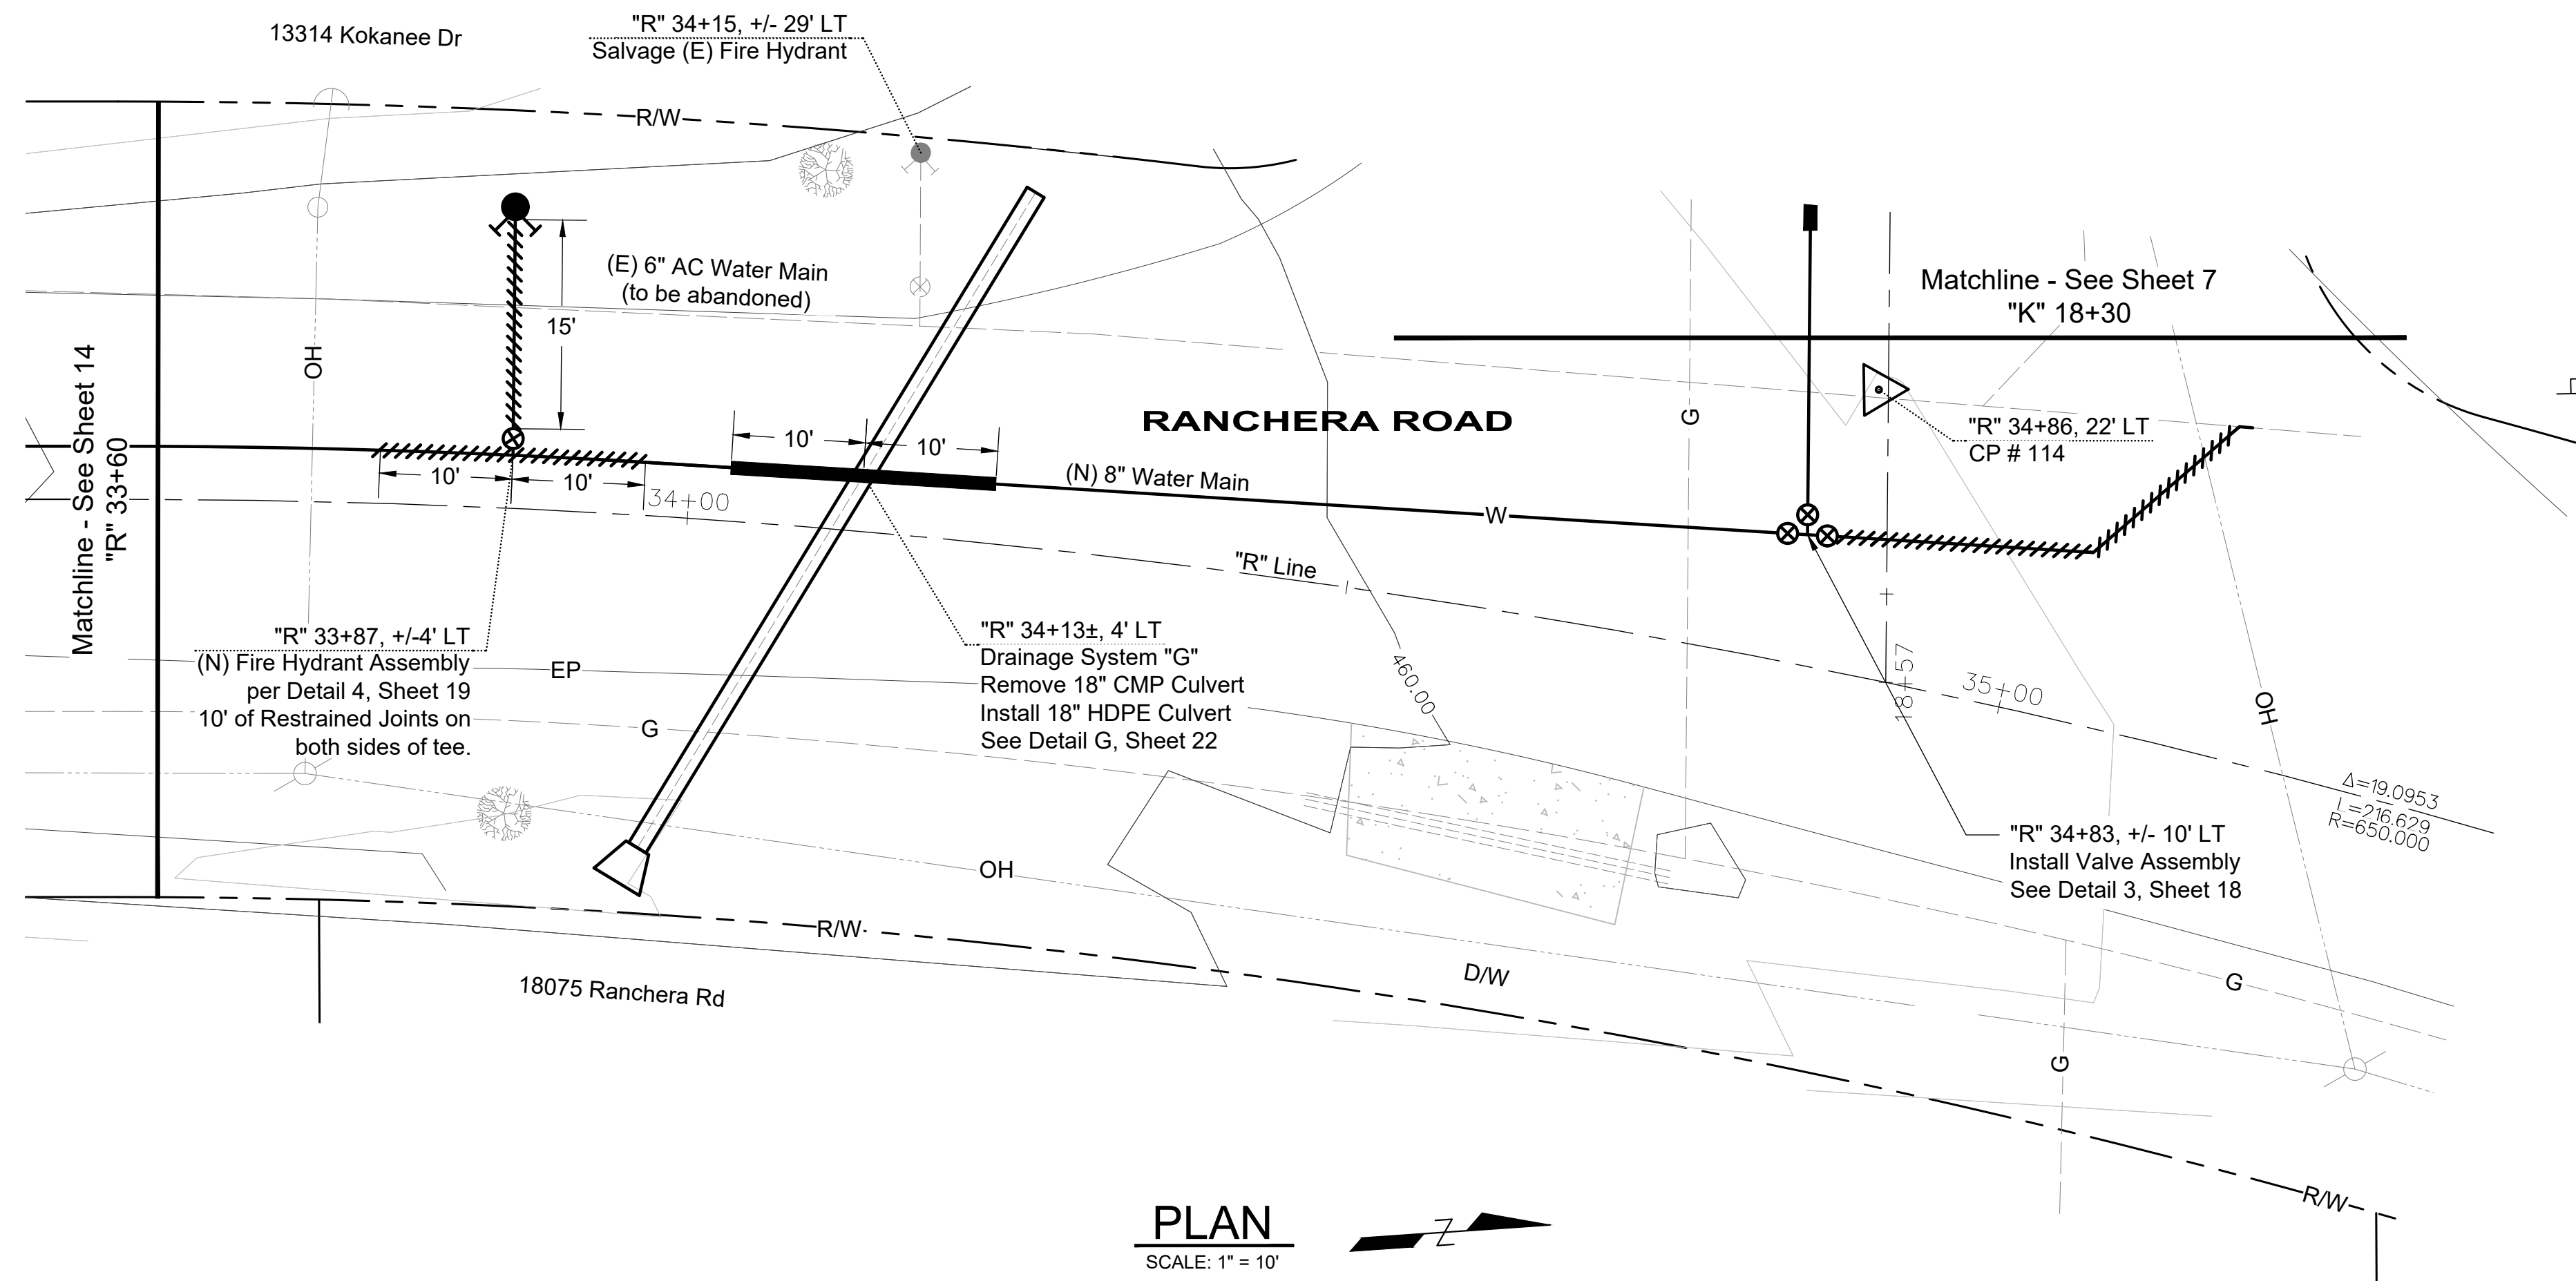 13314 Kokanee Dr
"R" 34+15, +/- 29' LT
Salvage (E) Fire Hydrant
R/W
(E) 6" AC Water Main
(to be abandoned)
15'
OH
Matchline - See Sheet 14
"R" 33+60
10'
10'
34+00
10'
10'
RANCHERA ROAD
(N) 8" Water Main
W
G
Matchline - See Sheet 7
"K" 18+30
"R" 34+86, 22' LT
CP # 114
"R" Line
"R" 33+87, +/-4' LT
(N) Fire Hydrant Assembly
per Detail 4, Sheet 19
10' of Restrained Joints on
both sides of tee.
EP
G
"R" 34+13±, 4' LT
Drainage System "G"
Remove 18" CMP Culvert
Install 18" HDPE Culvert
See Detail G, Sheet 22
460.00
18+57
35+00
OH
Δ=19.0953
L=216.629
R=650.000
"R" 34+83, +/- 10' LT
Install Valve Assembly
See Detail 3, Sheet 18
OH
R/W
18075 Ranchera Rd
D/W
G
G
R/W
PLAN
SCALE: 1" = 10'
Z